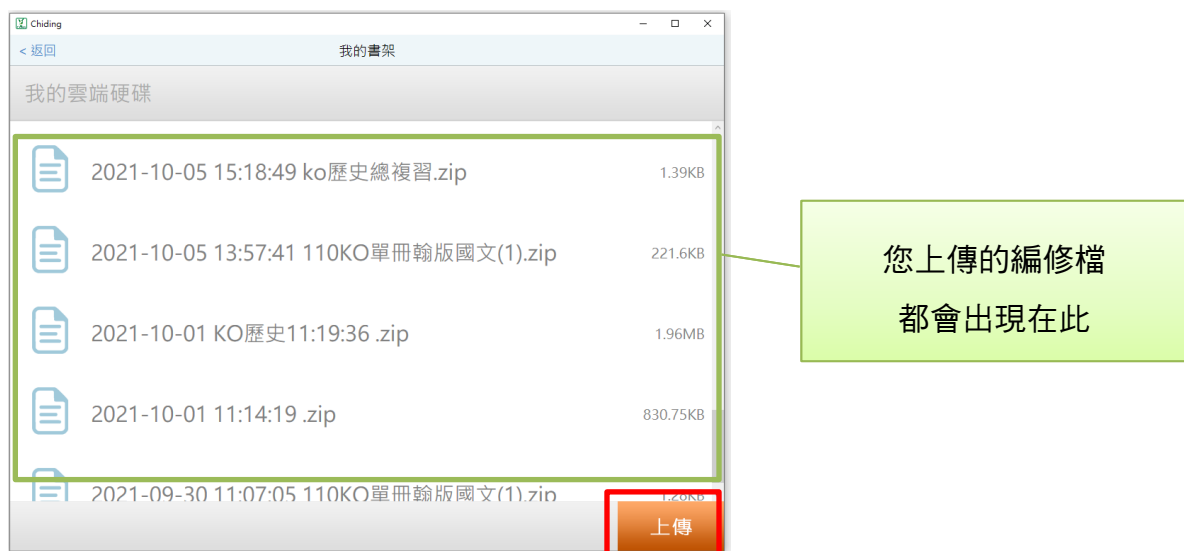 Chiding
< 返回
我的書架
我的雲端硬碟
2021-10-05 15:18:49 ko歷史總複習.zip 1.39KB
2021-10-05 13:57:41 110KO單冊翰版國文(1).zip 221.6KB
2021-10-01 KO歷史11:19:36 .zip 1.96MB
2021-10-01 11:14:19 .zip 830.75KB
2021-09-30 11:07:05 110KO單冊翰版國文(1).zip 1.28KB
上傳
您上傳的編修檔
都會出現在此